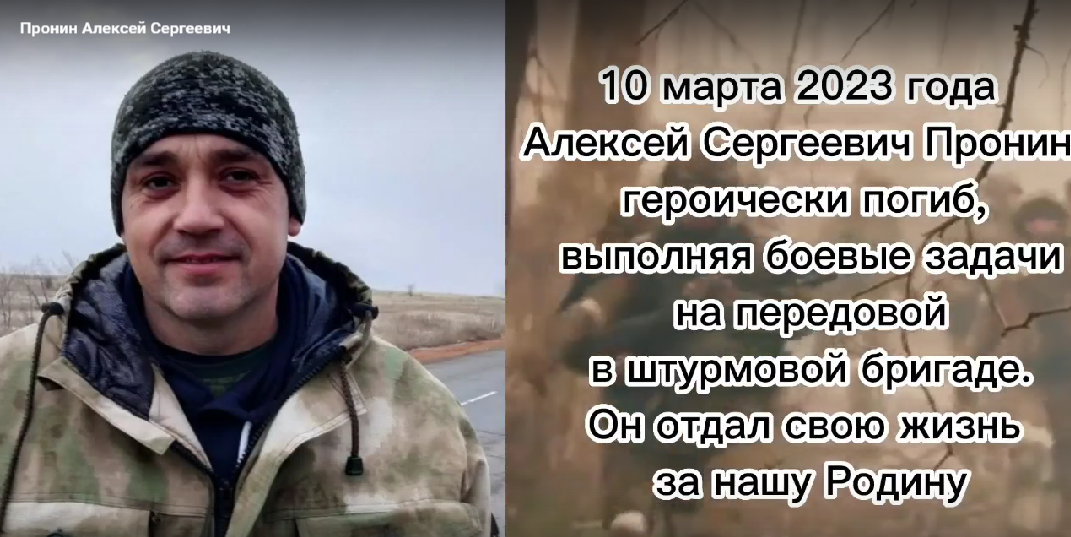 Пронин Алексей Сергеевич
10 марта 2023 года
Алексей Сергеевич Пронин
героически погиб,
выполняя боевые задачи
на передовой
в штурмовой бригаде.
Он отдал свою жизнь
за нашу Родину